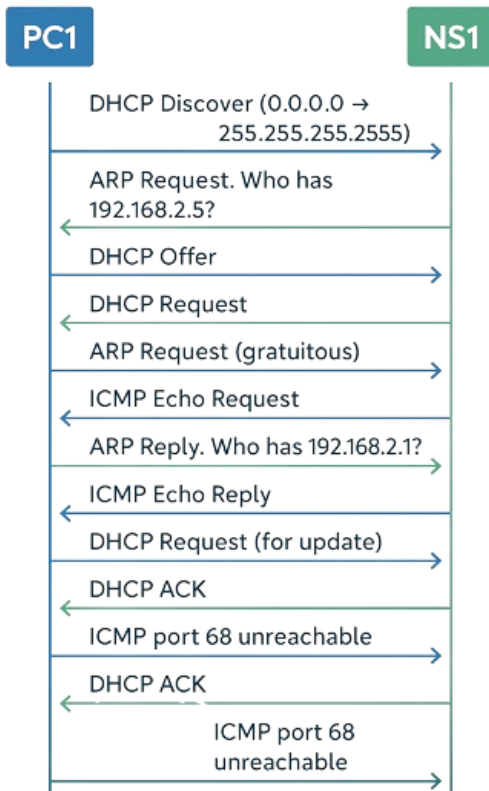 PC1
NS1
DHCP Discover (0.0.0.0 →
255.255.255.2555)
ARP Request. Who has
192.168.2.5?
DHCP Offer
DHCP Request
ARP Request (gratuitous)
ICMP Echo Request
ARP Reply. Who has 192.168.2.1?
ICMP Echo Reply
DHCP Request (for update)
DHCP ACK
ICMP port 68 unreachable
DHCP ACK
ICMP port 68
unreachable